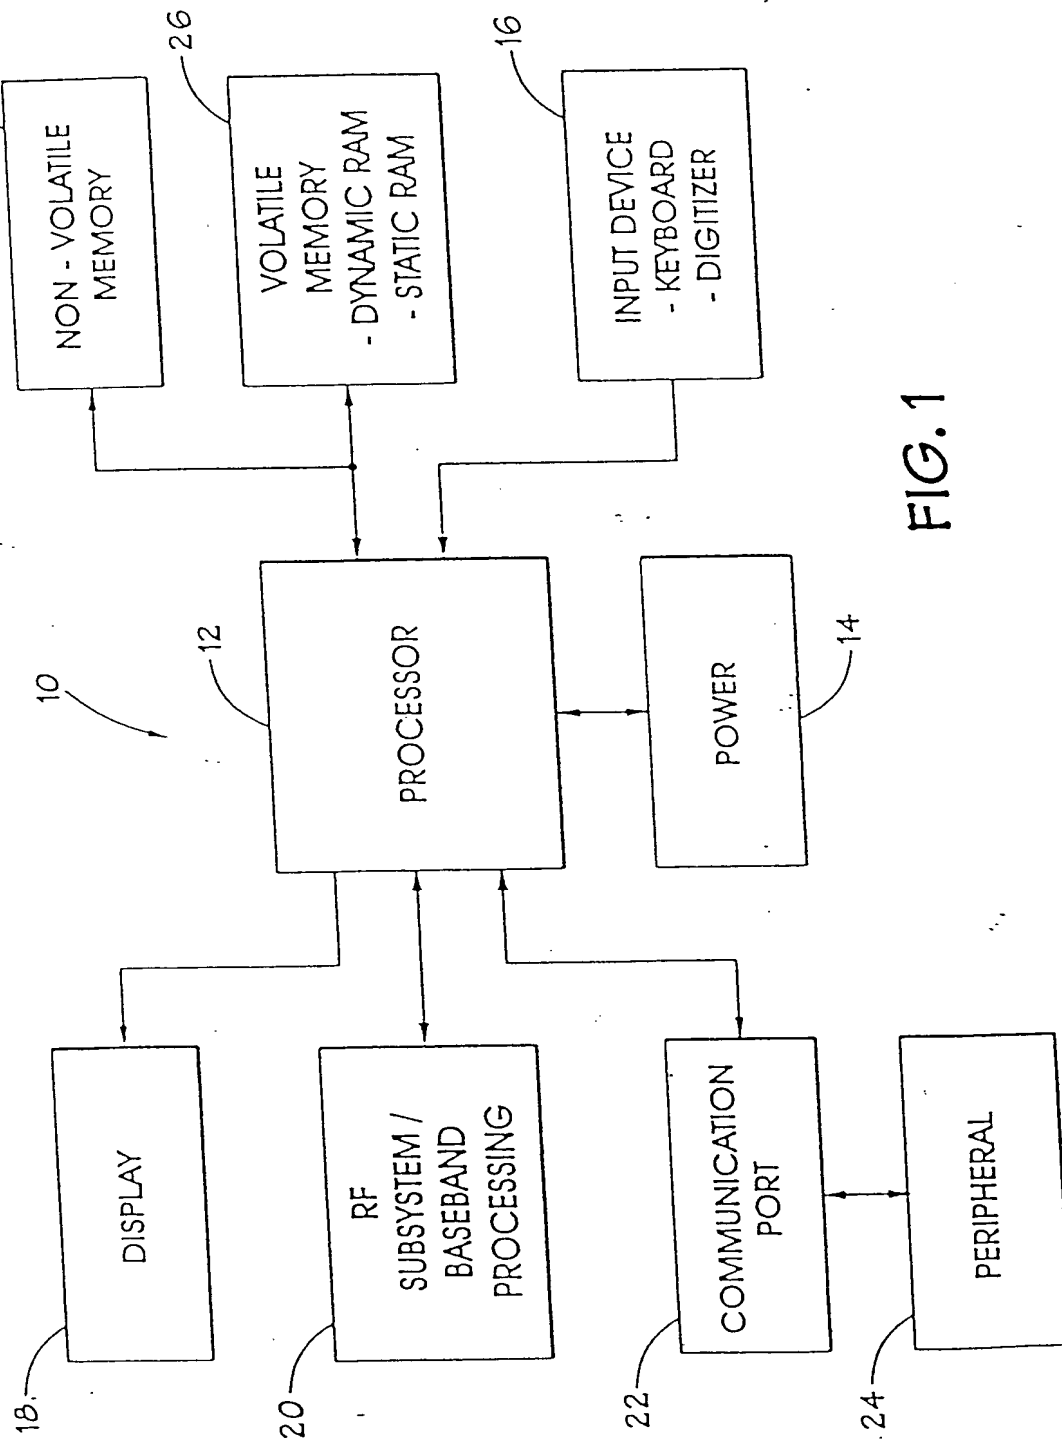 18
DISPLAY
20
RF
SUBSYSTEM /
BASEBAND
PROCESSING
22
COMMUNICATION
PORT
24
PERIPHERAL
10
12
PROCESSOR
POWER
14
NON - VOLATILE
MEMORY
26
VOLATILE
MEMORY
- DYNAMIC RAM
- STATIC RAM
16
INPUT DEVICE
- KEYBOARD
- DIGITIZER
FIG. 1